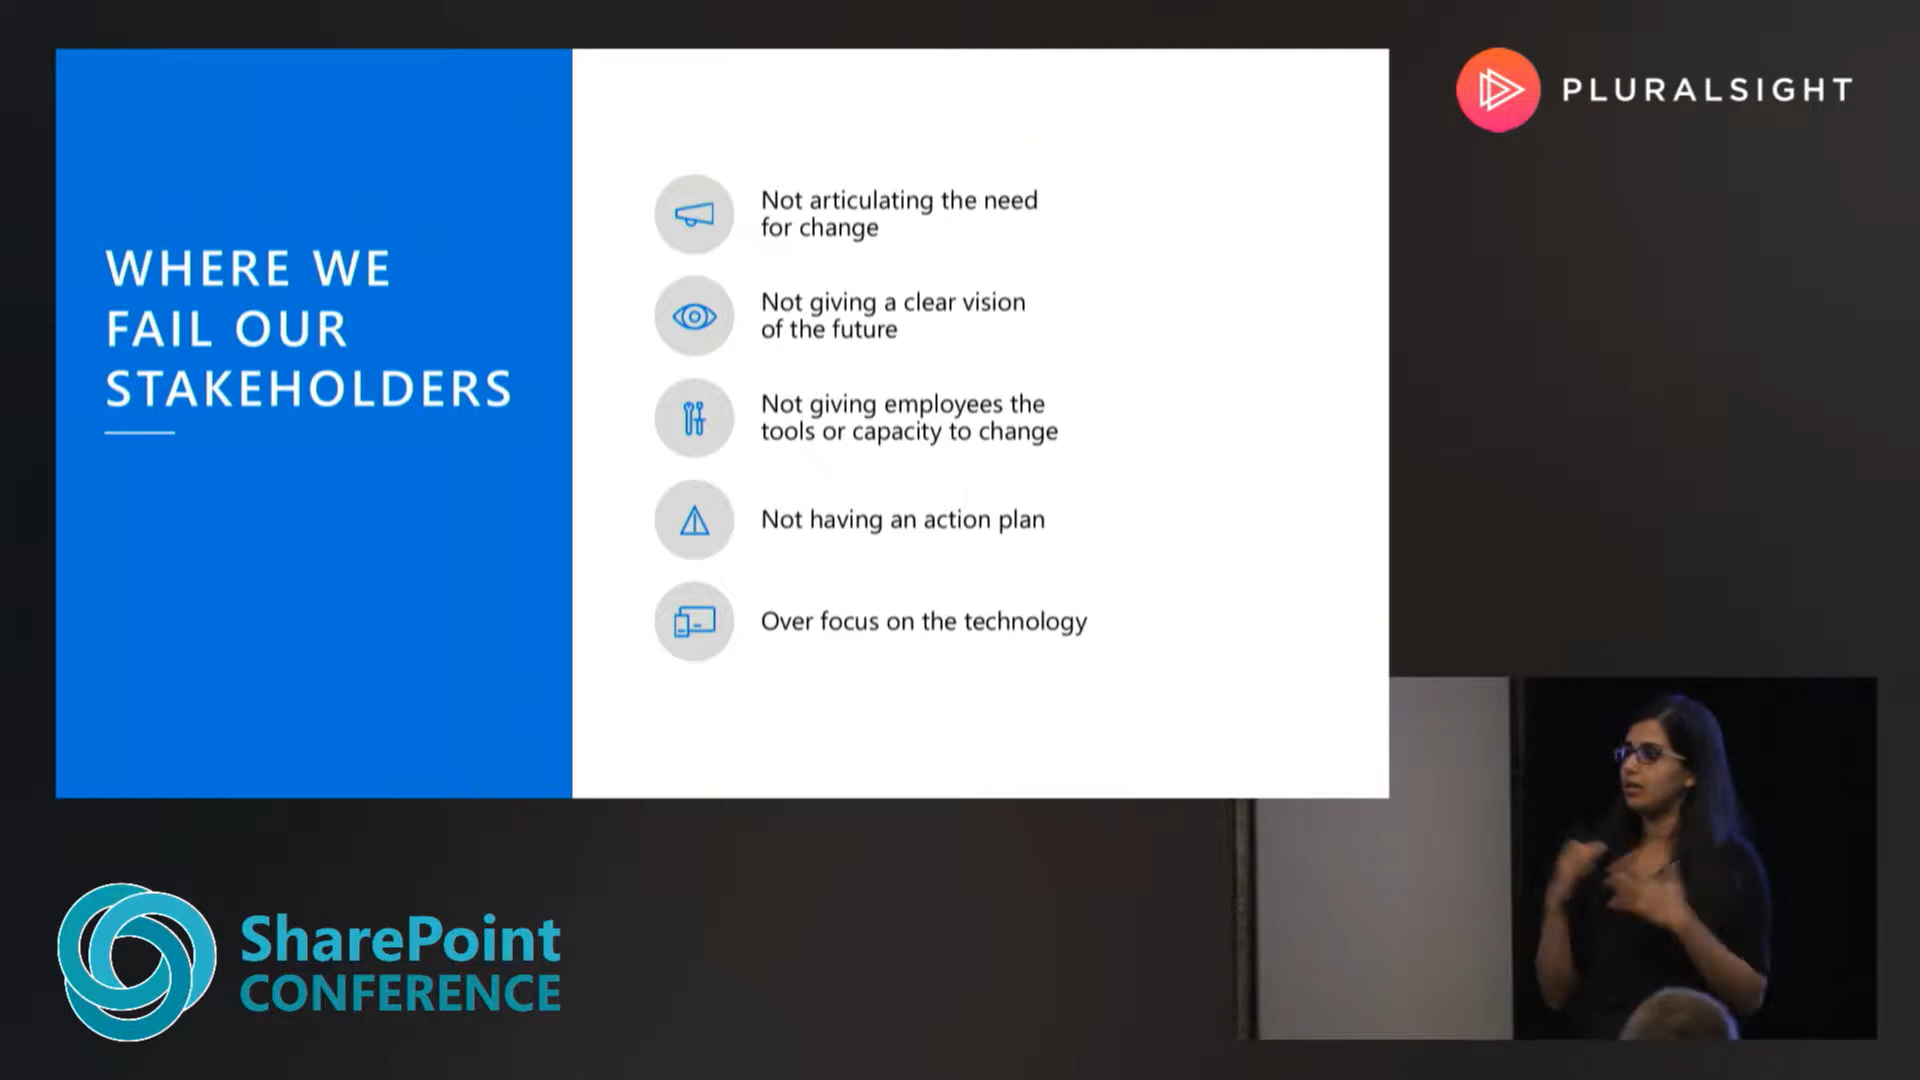 WHERE WE
FAIL OUR
STAKEHOLDERS
Not articulating the need
for change
Not giving a clear vision
of the future
Not giving employees the
tools or capacity to change
Not having an action plan
Over focus on the technology
PLURALSIGHT
SharePoint
CONFERENCE